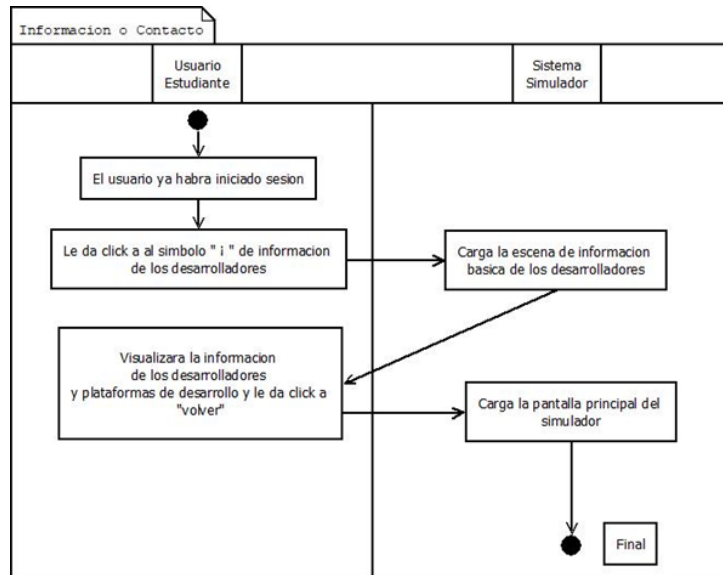 Informacion o Contacto
Usuario
Estudiante
Sistema
Simulador
El usuario ya habra iniciado sesion
Le da click a al simbolo " i " de informacion
de los desarrolladores
Carga la escena de informacion
basica de los desarrolladores
Visualizara la informacion
de los desarrolladores
y plataformas de desarrollo y le da click a
"volver"
Carga la pantalla principal del
simulador
Final